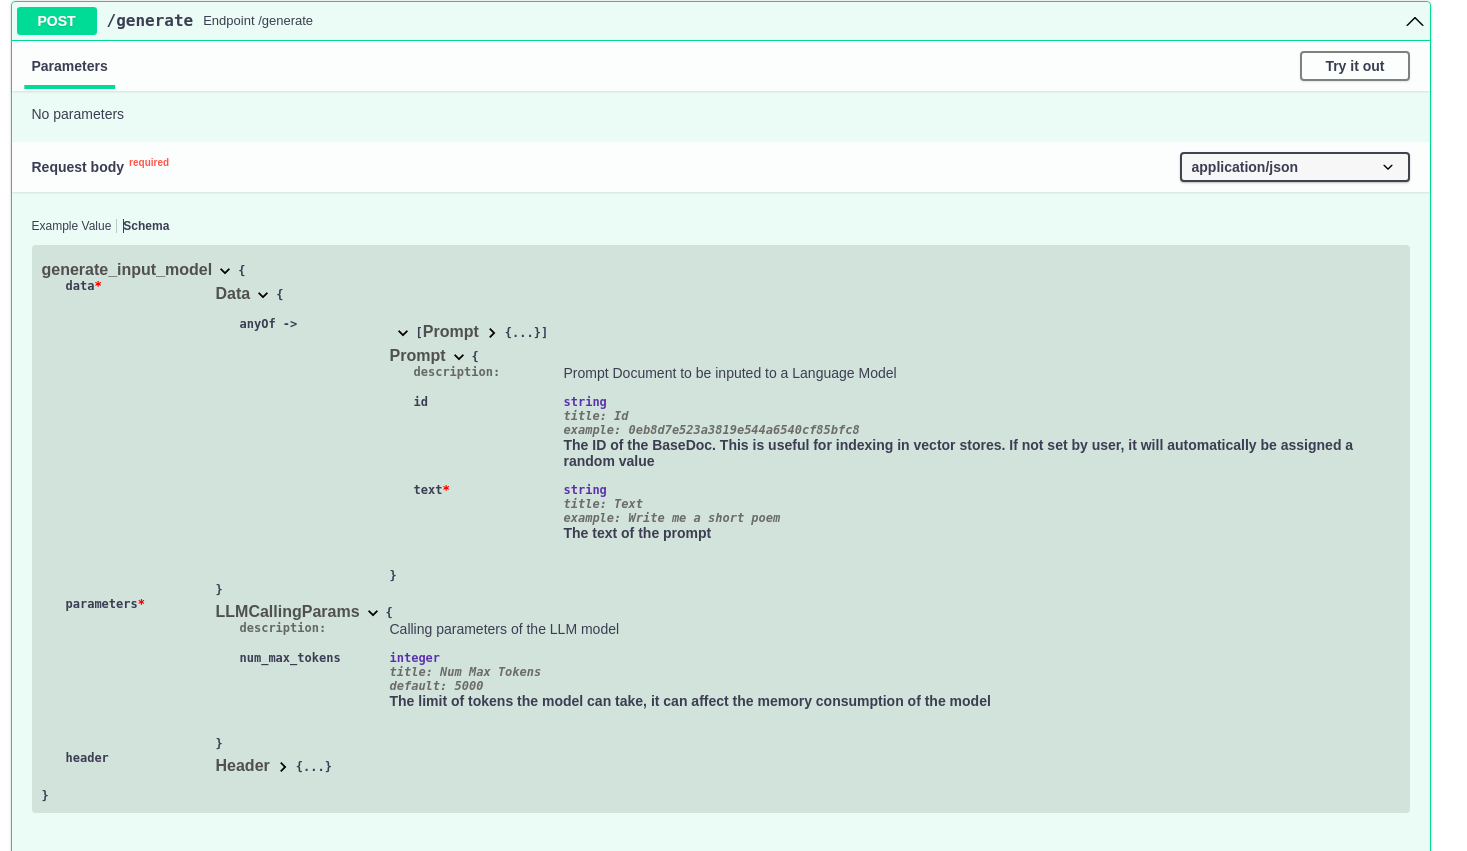 POST /generate Endpoint /generate
Parameters Try it out
No parameters
Request body required application/json
Example Value Schema
generate_input_model {
data* Data {
anyOf -> [Prompt {...}]
Prompt {
description: Prompt Document to be inputed to a Language Model
id string
title: Id
example: 0eb8d7e523a3819e544a6540cf85bfc8
The ID of the BaseDoc. This is useful for indexing in vector stores. If not set by user, it will automatically be assigned a
random value
text* string
title: Text
example: Write me a short poem
The text of the prompt
}
}
parameters* LLMCallingParams {
description: Calling parameters of the LLM model
num_max_tokens integer
title: Num Max Tokens
default: 5000
The limit of tokens the model can take, it can affect the memory consumption of the model
}
header Header {...}
}